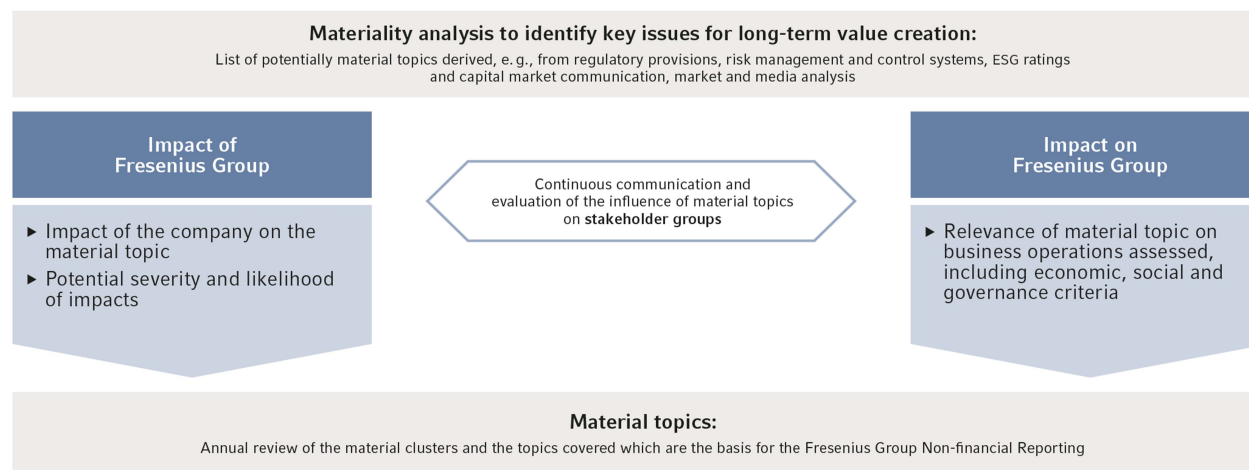 Materiality analysis to identify key issues for long-term value creation:
List of potentially material topics derived, e. g., from regulatory provisions, risk management and control systems, ESG ratings
and capital market communication, market and media analysis
Impact of
Fresenius Group
▸ Impact of the company on the
material topic
▸ Potential severity and likelihood
of impacts
Continuous communication and
evaluation of the influence of material topics
on stakeholder groups
Impact on
Fresenius Group
▸ Relevance of material topic on
business operations assessed,
including economic, social and
governance criteria
Material topics:
Annual review of the material clusters and the topics covered which are the basis for the Fresenius Group Non-financial Reporting